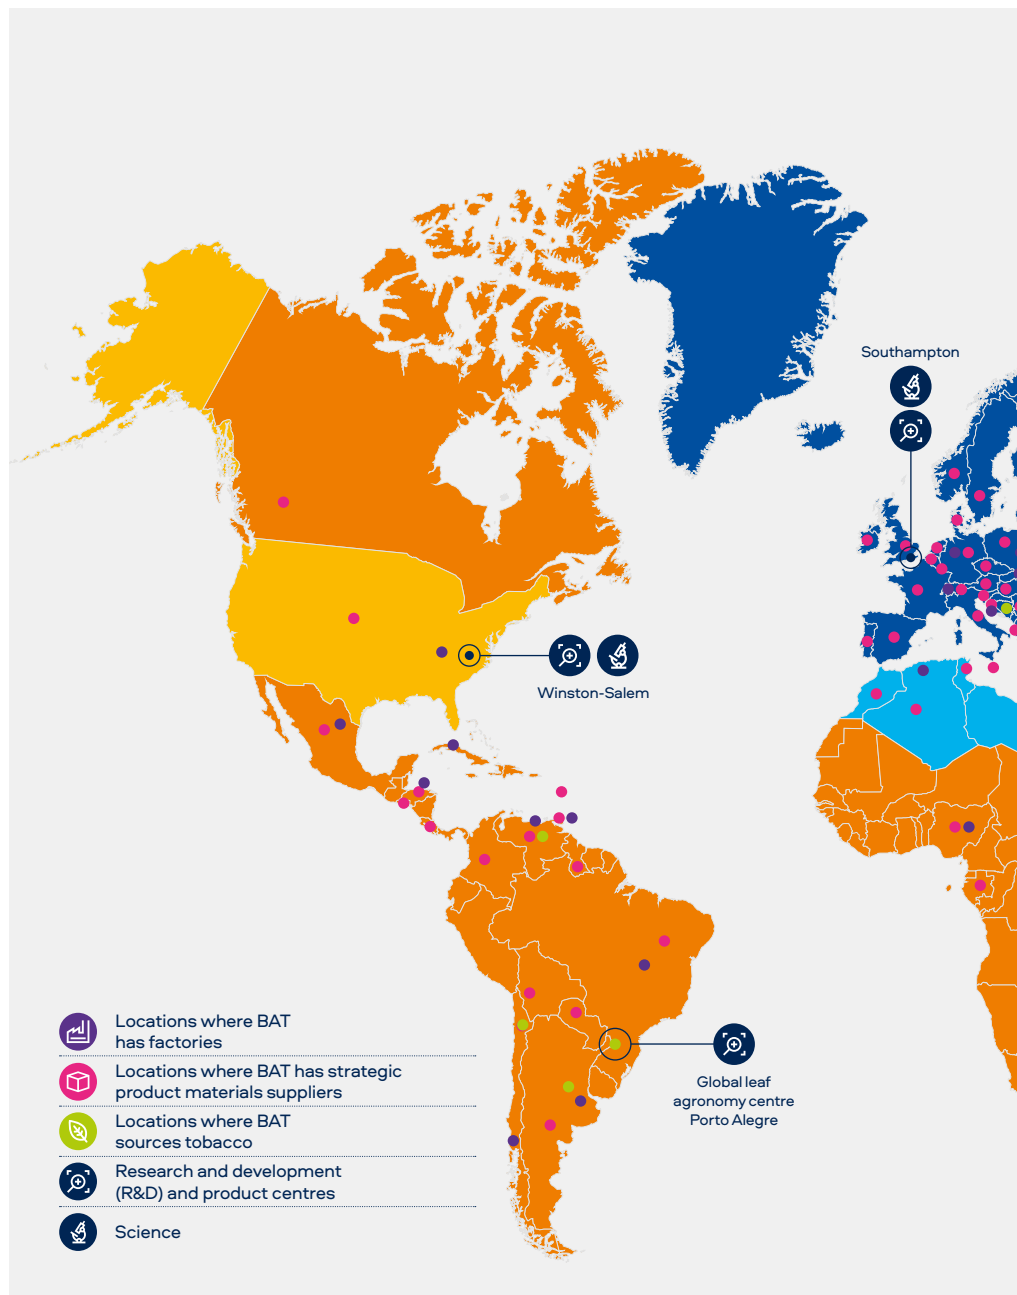 Southampton
Winston-Salem
Global leaf
agronomy centre
Porto Alegre
Locations where BAT
has factories
Locations where BAT has strategic
product materials suppliers
Locations where BAT
sources tobacco
Research and development
(R&D) and product centres
Science